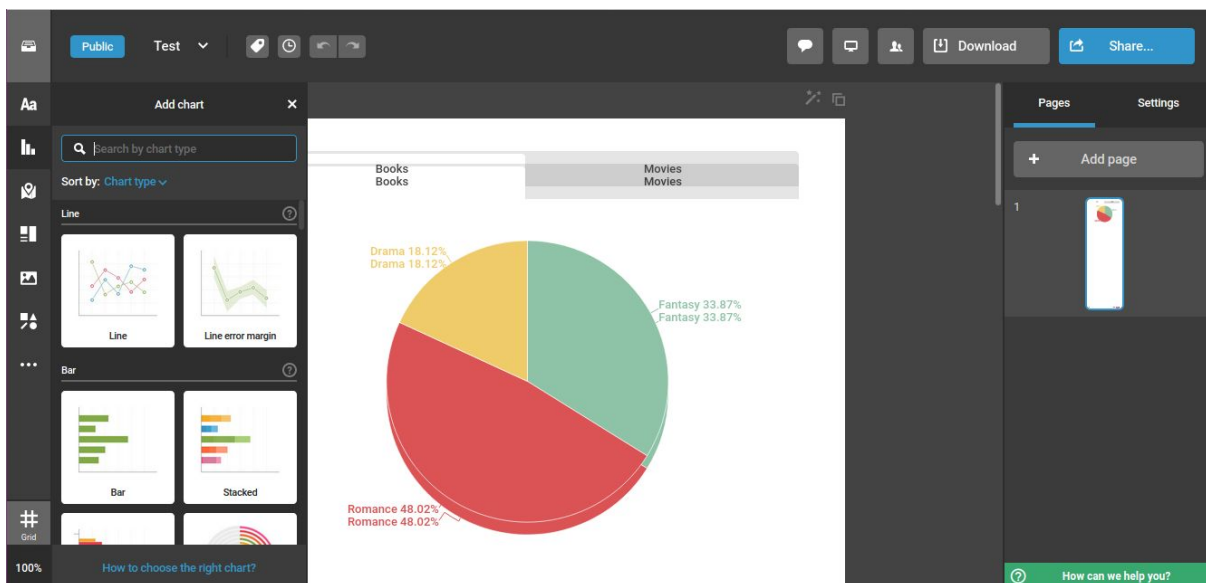 Public
Test
Download
Share...
Aa
Add chart
Pages
Settings
Search by chart type
Add page
Sort by: Chart type
Books
Books
Movies
Movies
1
Line
Drama 18.12%
Drama 18.12%
Fantasy 33.87%
Fantasy 33.87%
Line
Line error margin
Bar
Bar
Stacked
Romance 48.02%
Romance 48.02%
Grid
100%
How to choose the right chart?
How can we help you?